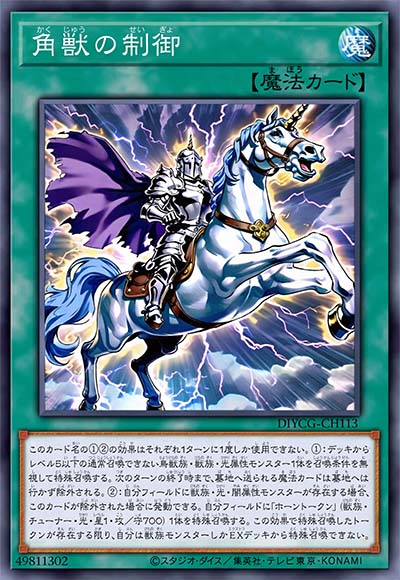 かく じゅう せい ぎょ
角獣の制御
魔
ま ほう
【魔法カード】
DIYCG-CH113
このカード名の①②の効果はそれぞれ1ターンに1度しか使用できない。①:デッキから
レベル5以下の通常召喚できない鳥獣族・獣族・光属性モンスター1体を召喚条件を無
視して特殊召喚する。次のターンの終了時まで、墓地へ送られる魔法カードは墓地へは
行かず除外される。②:自分フィールドに獣族・光・闇属性モンスターが存在する場合、
このカードが除外された場合に発動できる。自分フィールドに「ホーントークン」(獣族・
チューナー・光・星1・攻/守700)1体を特殊召喚する。この効果で特殊召喚したトー
クンが存在する限り、自分は獣族モンスターしかEXデッキから特殊召喚できない。
49811302
©スタジオ・ダイス/集英社・テレビ東京・KONAMI